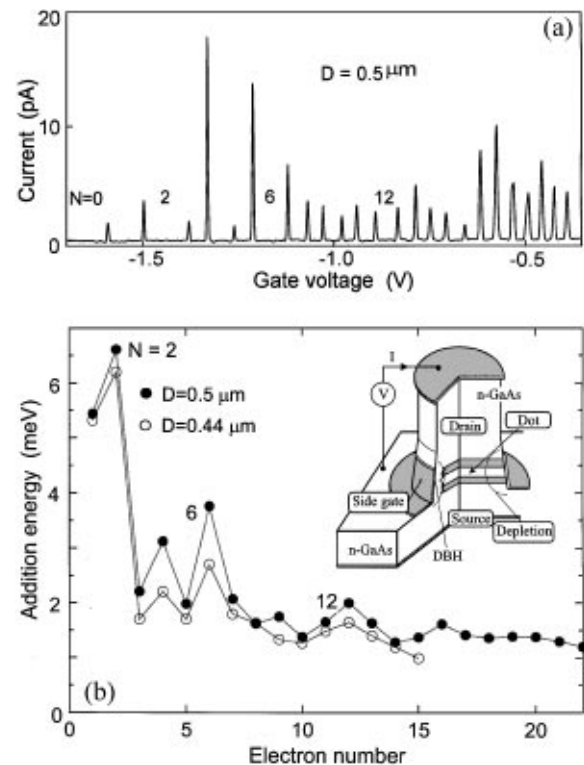 (a)
20
10
0
Current (pA)
D = 0.5 μm
N=0 2 6 12
-1.5 -1.0 -0.5
Gate voltage (V)
(b)
6
4
2
0
Addition energy (meV)
N = 2
D=0.5 μm
D=0.44 μm
6
12
I
V
n-GaAs
Drain
Dot
Side gate
Source
Depletion
n-GaAs
DBH
0 5 10 15 20
Electron number